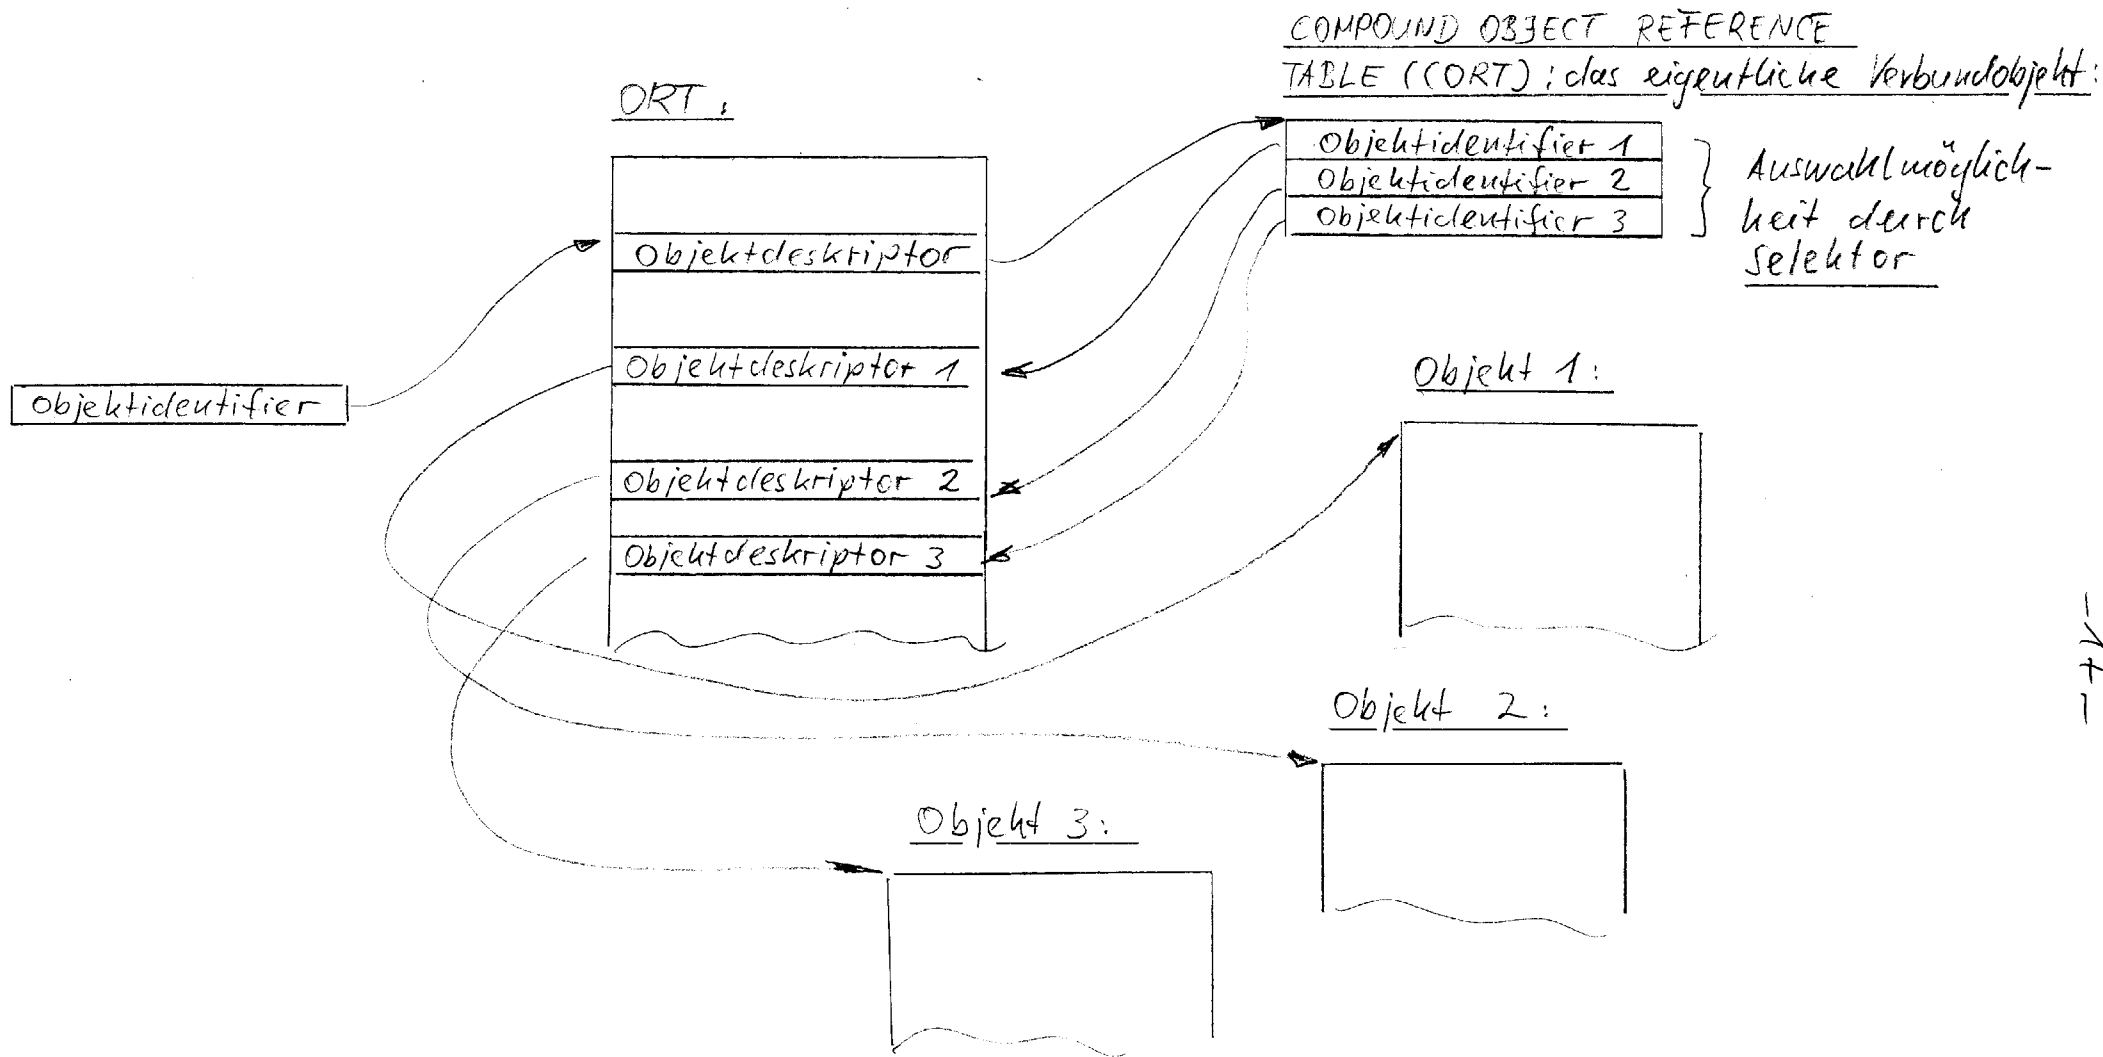 COMPOUND OBJECT REFERENCE
TABLE (CORT): das eigentliche Verbundobjekt:
ORT:
Objektidentifier 1
Objektidentifier 2
Objektidentifier 3
Auswahlmöglich-
keit durch
Selektor
Objektdeskriptor
Objektdeskriptor 1
Objektidentifier
Objektdeskriptor 2
Objektdeskriptor 3
Objekt 1:
Objekt 2:
Objekt 3: